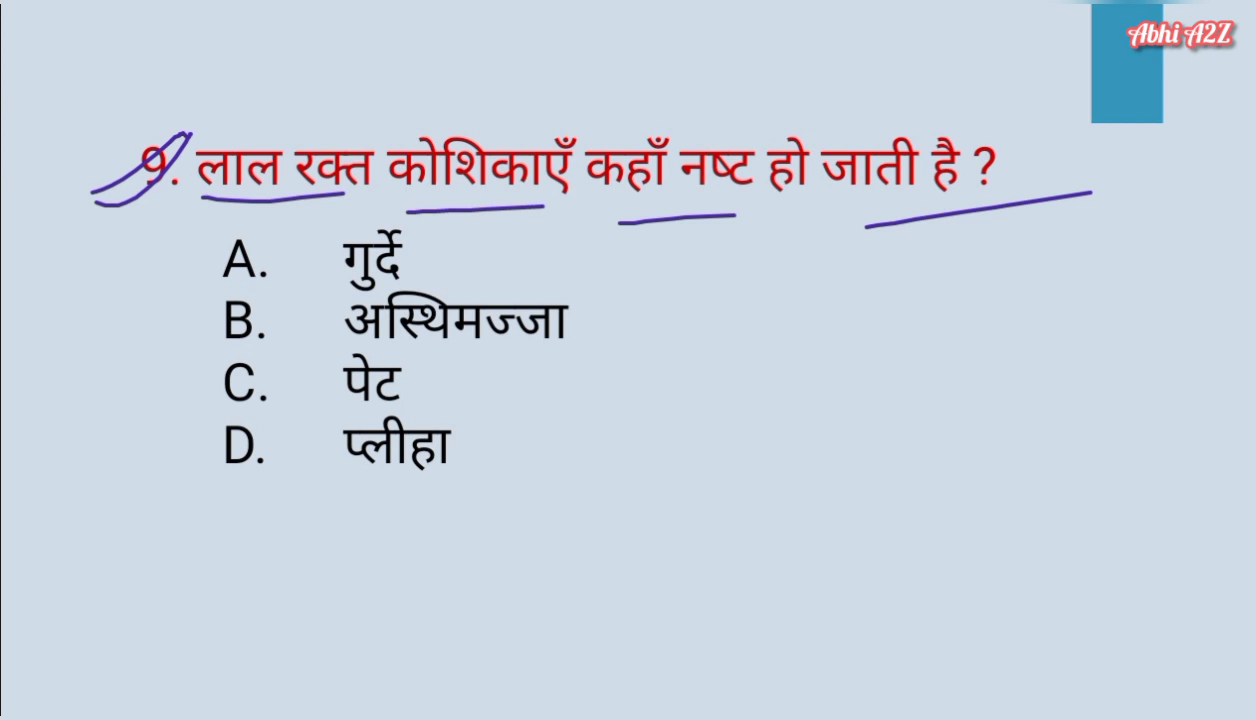 Abhi A2Z
9. लाल रक्त कोशिकाएँ कहाँ नष्ट हो जाती है ?
A. गुर्दे
B. अस्थिमज्जा
C. पेट
D. प्लीहा